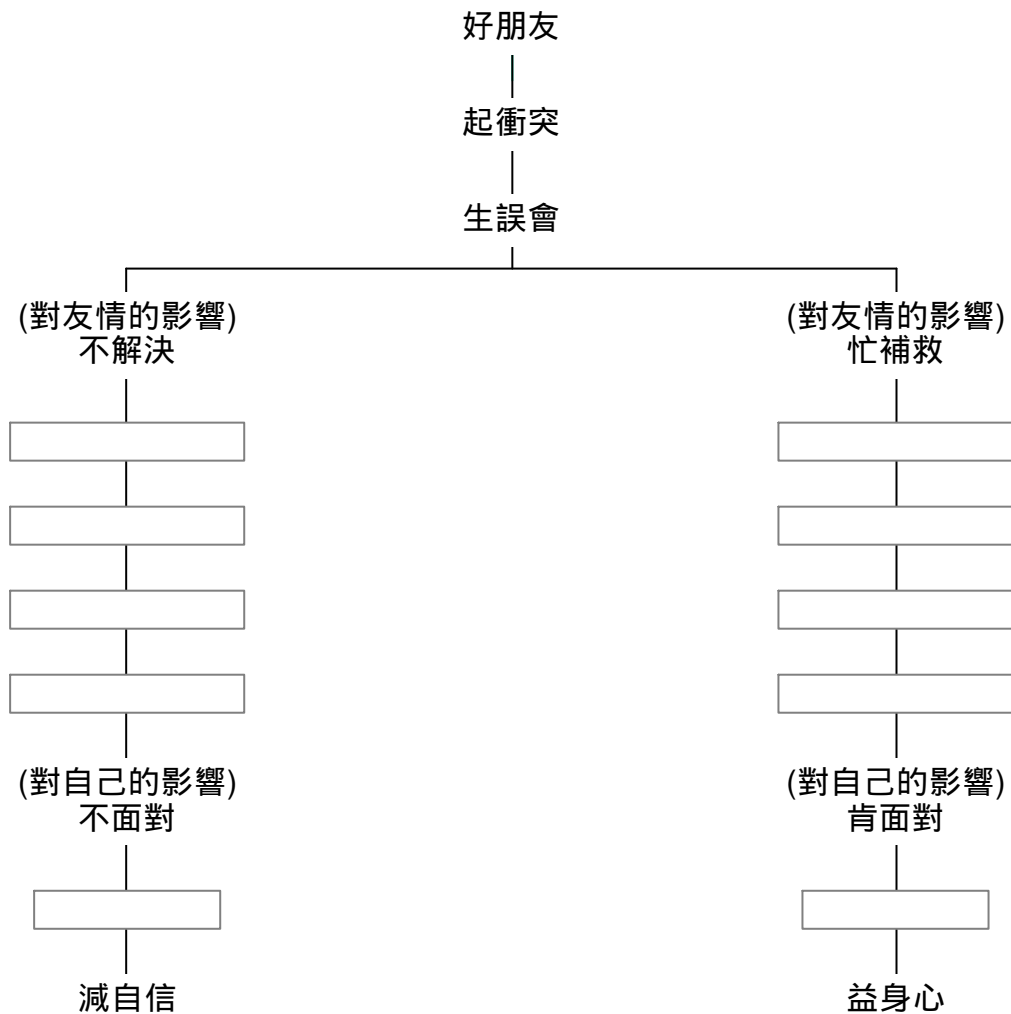 好朋友
起衝突
生誤會
(對友情的影響)
不解決
(對友情的影響)
忙補救
(對自己的影響)
不面對
(對自己的影響)
肯面對
減自信
益身心